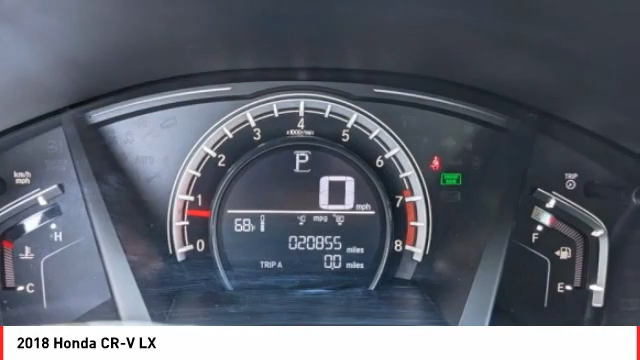 km/h
mph
H
C
0
1
2
3
4
5
6
7
8
x1000r/min
P
0 mph
68°F
°C mpg
020855 miles
TRIP A 0.0 miles
TRIP
F
E
2018 Honda CR-V LX